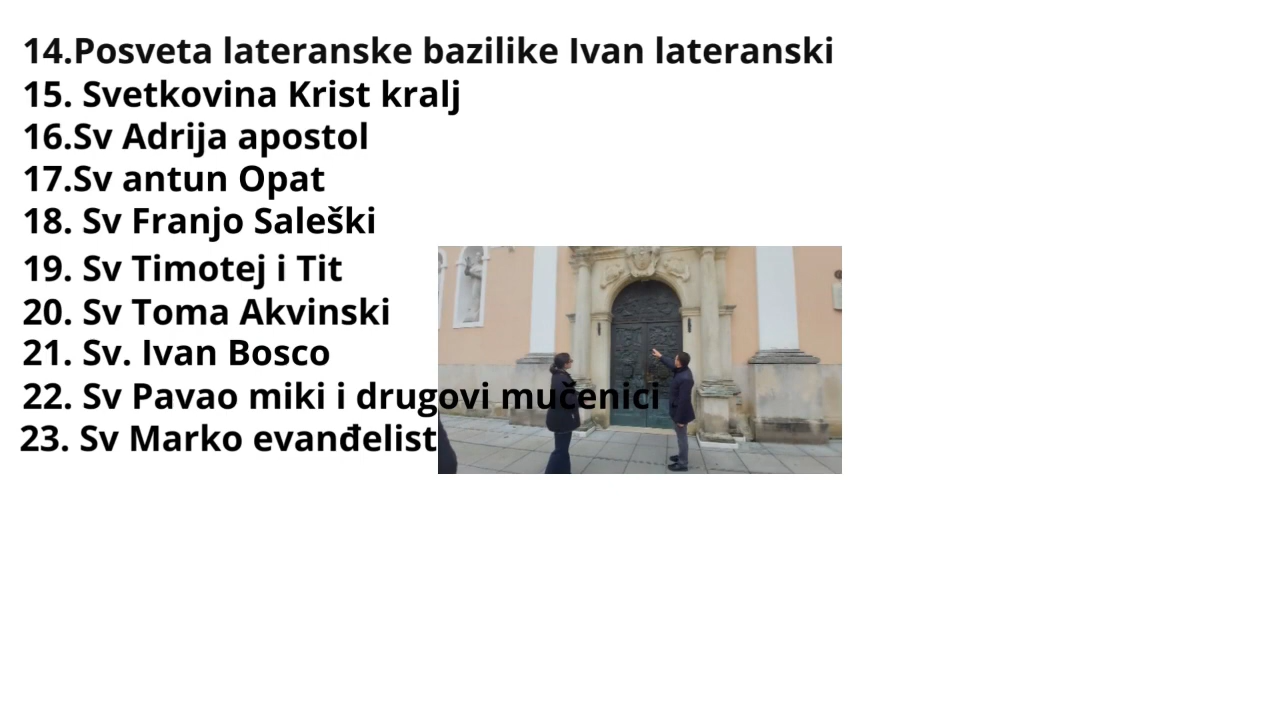 14.Posveta lateranske bazilike Ivan lateranski
15. Svetkovina Krist kralj
16.Sv Adrija apostol
17.Sv antun Opat
18. Sv Franjo Saleški
19. Sv Timotej i Tit
20. Sv Toma Akvinski
21. Sv. Ivan Bosco
22. Sv Pavao miki i drugovi mučenici
23. Sv Marko evanđelist